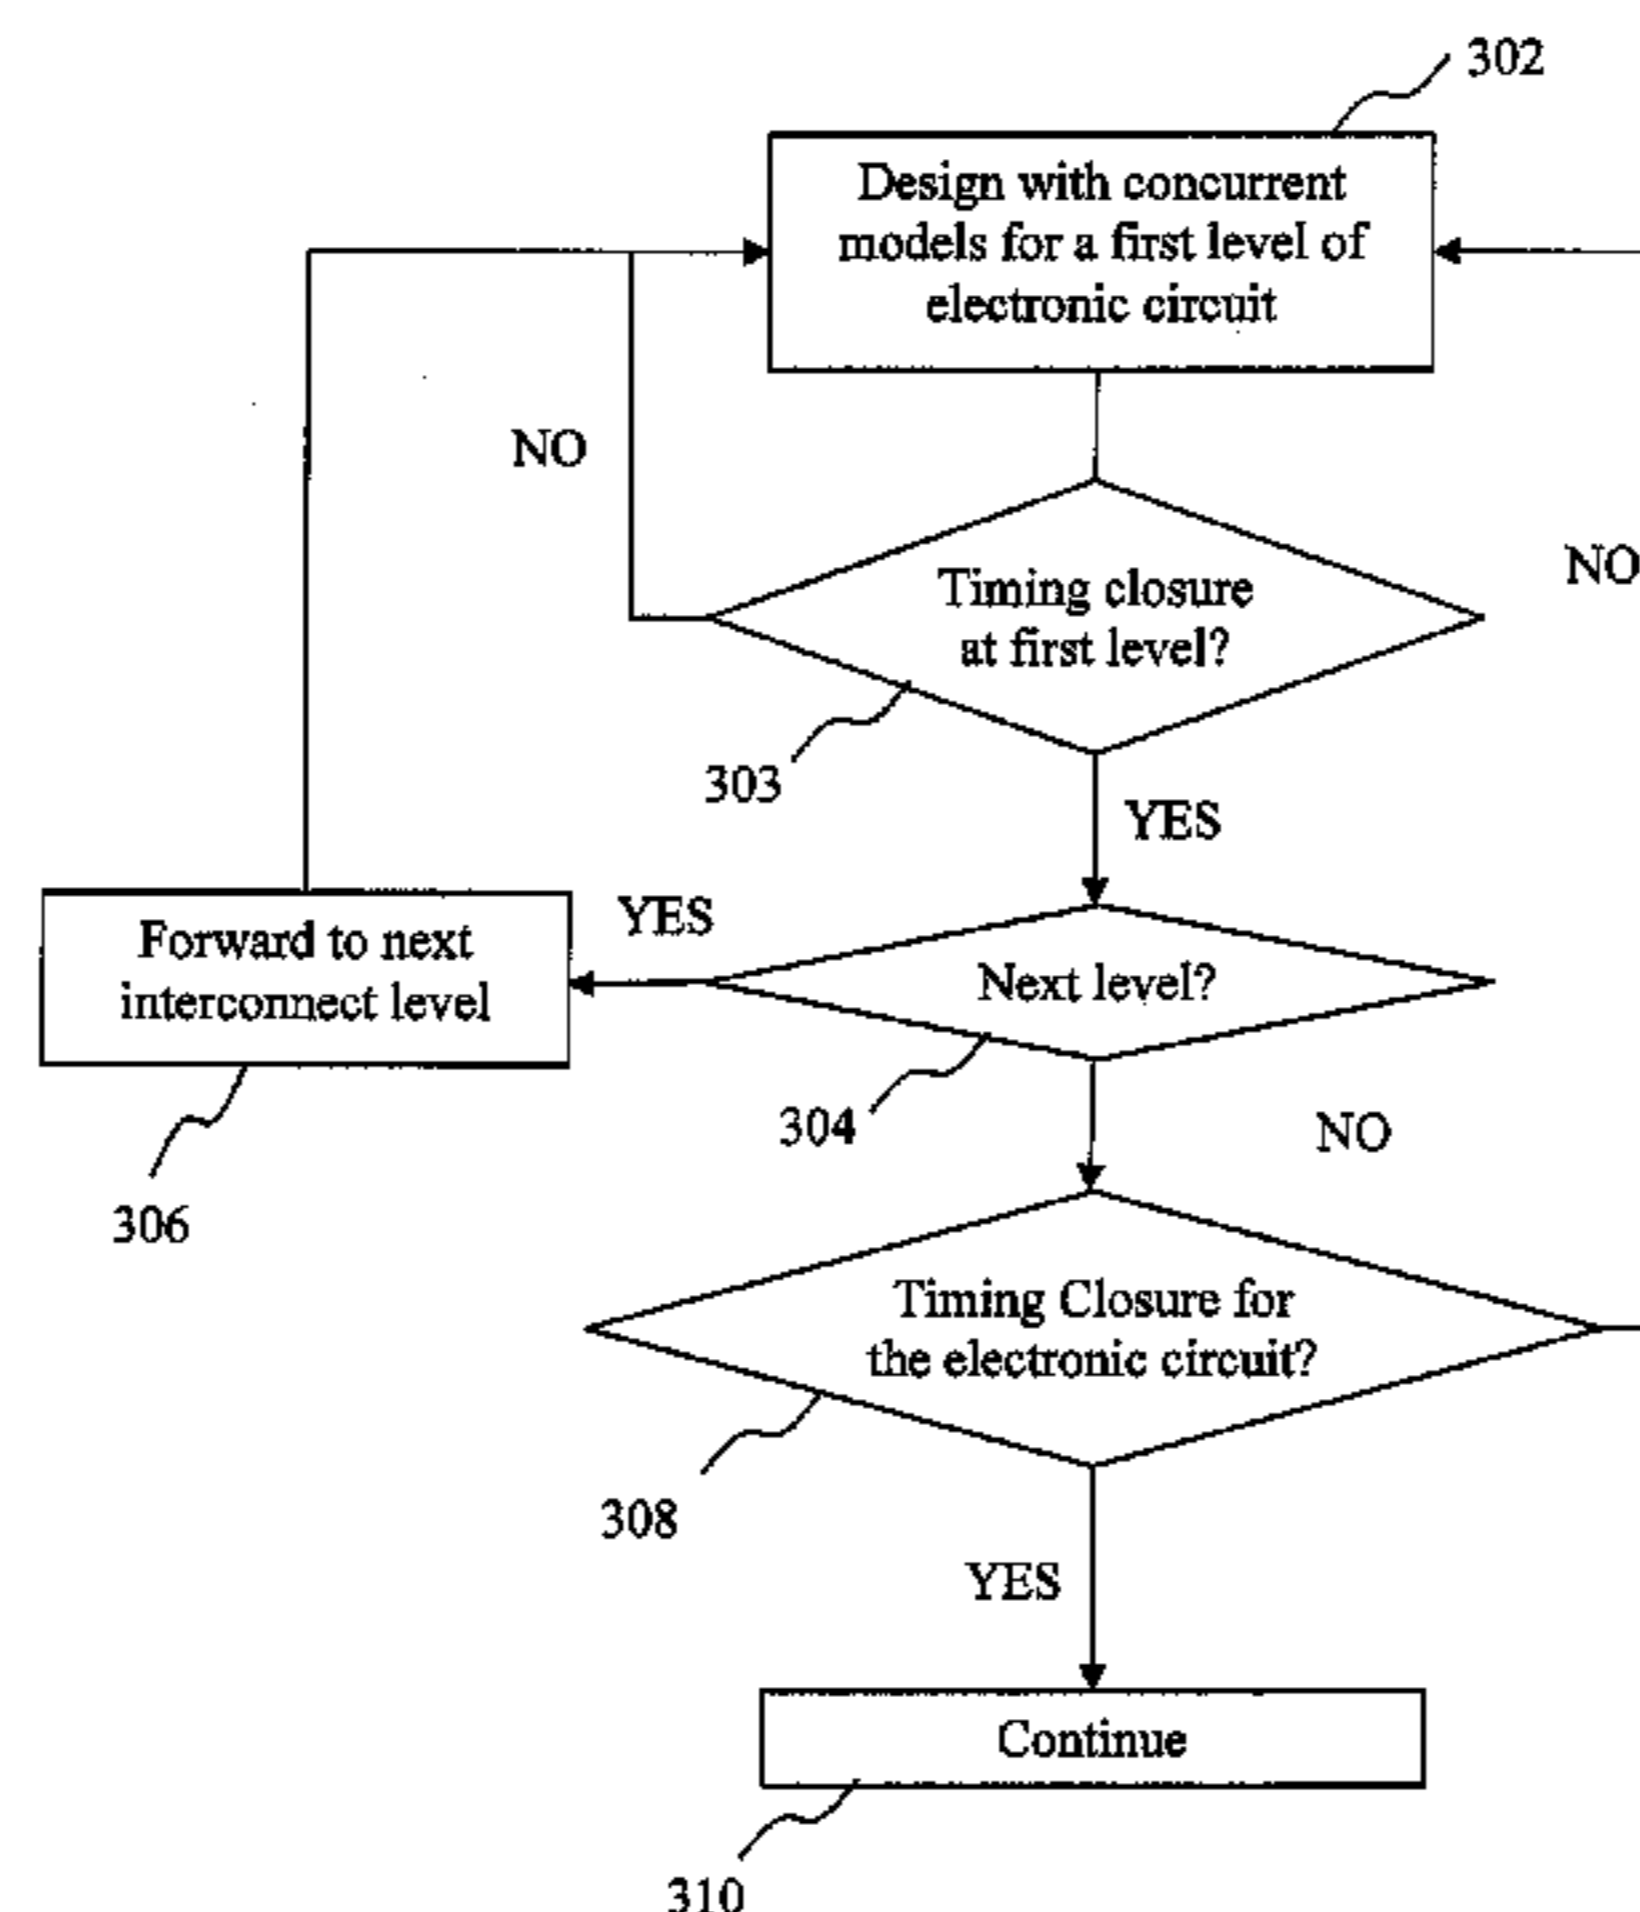 302
Design with concurrent
models for a first level of
electronic circuit
NO
NO
Timing closure
at first level?
303
YES
YES
Forward to next
interconnect level
Next level?
304
NO
306
Timing Closure for
the electronic circuit?
308
YES
Continue
310